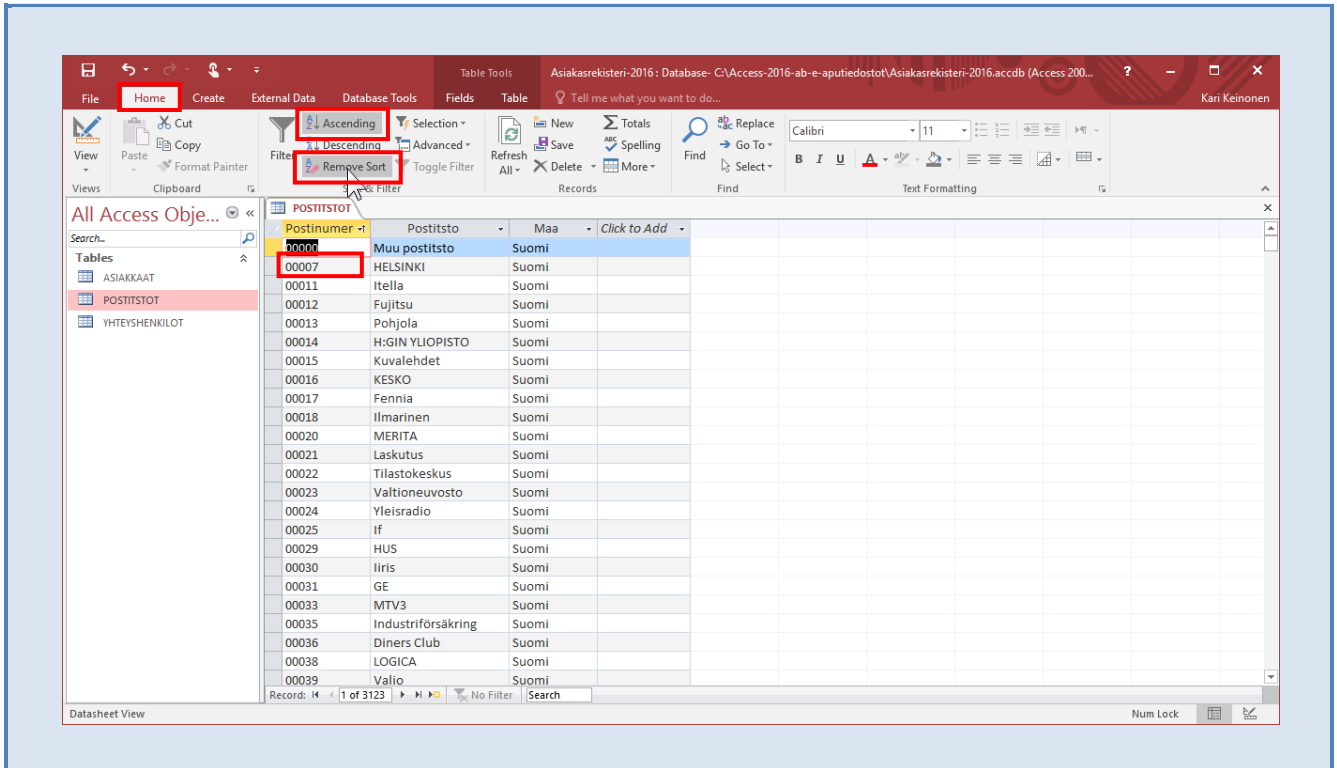 Table Tools Asiakasrekisteri-2016 : Database- C:\Access-2016-ab-e-aputiedostot\Asiakasrekisteri-2016.accdb (Access 200... ?
File Home Create External Data Database Tools Fields Table Tell me what you want to do... Kari Keinonen
Cut Ascending Selection New Totals Replace Calibri 11
Copy Descending Advanced Save Spelling Go To
View Paste Format Painter Filter Remove Sort Toggle Filter Refresh All Delete More Find Select B I U A
Views Clipboard & Filter Records Find Text Formatting
All Access Obje... « POSTITSTOT
Search...
Tables
ASIAKKAAT
POSTITSTOT
YHTEYSHENKILOT
Postinumer Postitsto Maa Click to Add
00000 Muu postitsto Suomi
00007 HELSINKI Suomi
00011 Itella Suomi
00012 Fujitsu Suomi
00013 Pohjola Suomi
00014 H:GIN YLIOPISTO Suomi
00015 Kuvalehdet Suomi
00016 KESKO Suomi
00017 Fennia Suomi
00018 Ilmarinen Suomi
00020 MERITA Suomi
00021 Laskutus Suomi
00022 Tilastokeskus Suomi
00023 Valtioneuvosto Suomi
00024 Yleisradio Suomi
00025 If Suomi
00029 HUS Suomi
00030 Iiris Suomi
00031 GE Suomi
00033 MTV3 Suomi
00035 Industriförsäkring Suomi
00036 Diners Club Suomi
00038 LOGICA Suomi
00039 Valio Suomi
Record: 1 of 3123 No Filter Search
Datasheet View Num Lock